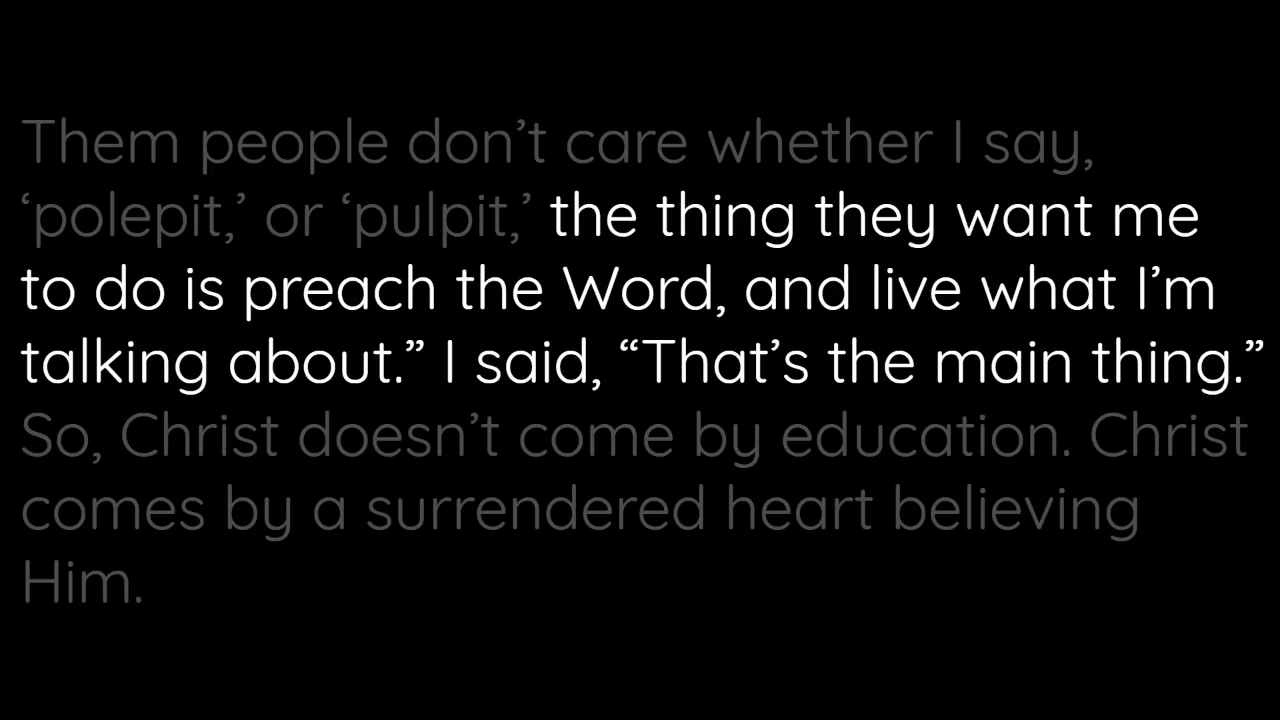 Them people don’t care whether I say,
‘polepit,’ or ‘pulpit,’ the thing they want me
to do is preach the Word, and live what I’m
talking about.” I said, “That’s the main thing.”
So, Christ doesn’t come by education. Christ
comes by a surrendered heart believing
Him.